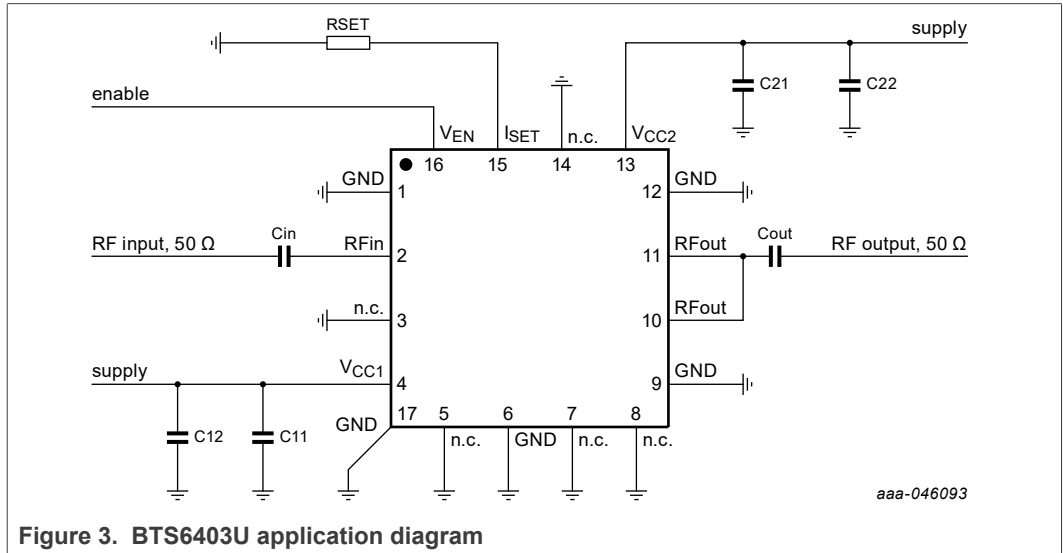 RSET
supply
C21
C22
enable
VEN
ISET
n.c.
VCC2
16
15
14
13
GND
1
12
GND
RF input, 50 Ω
Cin
RFin
2
11
RFout
Cout
RF output, 50 Ω
n.c.
3
10
RFout
supply
VCC1
4
9
GND
C12
C11
GND
17
5
6
7
8
n.c.
GND
n.c.
n.c.
aaa-046093
Figure 3. BTS6403U application diagram